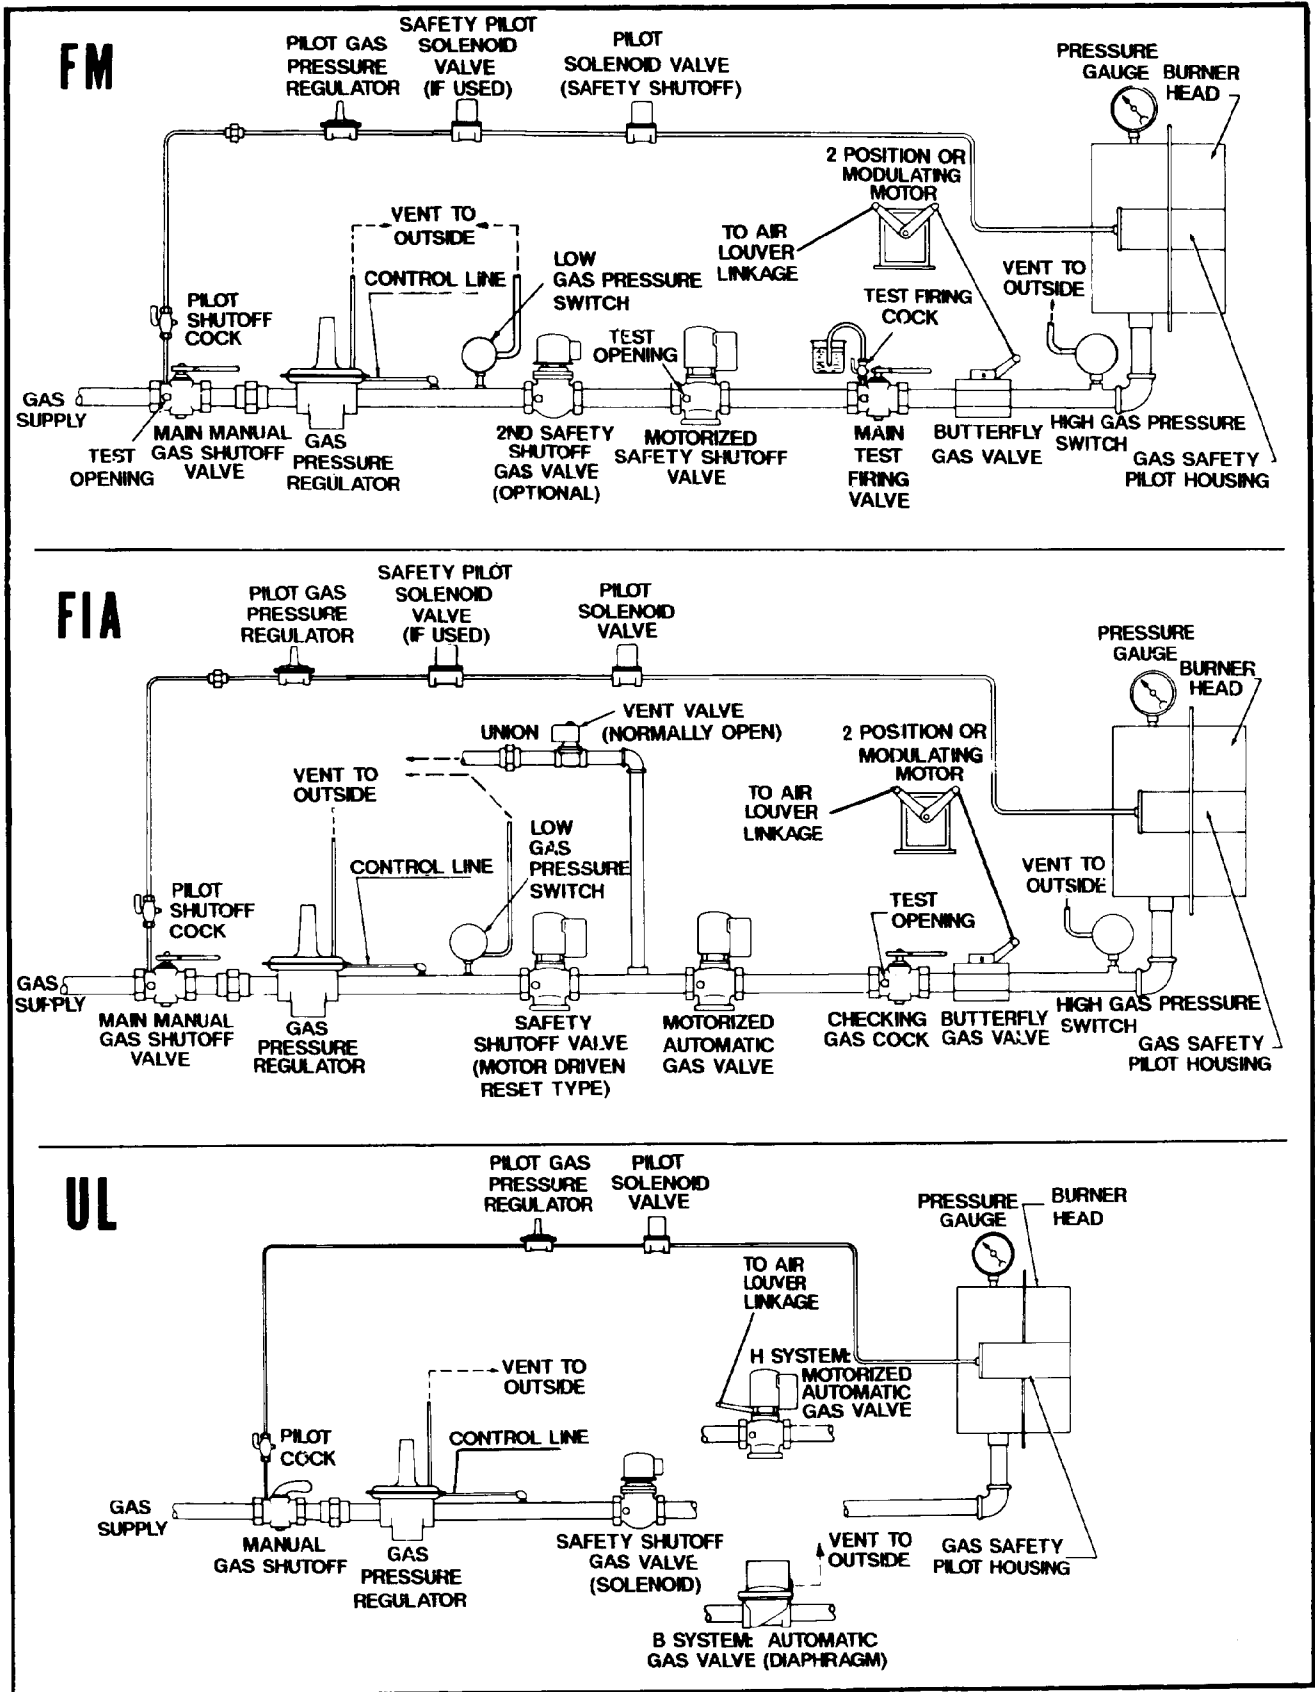 FM
PILOT GAS
PRESSURE
REGULATOR
SAFETY PILOT
SOLENOID
VALVE
(IF USED)
PILOT
SOLENOID VALVE
(SAFETY SHUTOFF)
PRESSURE
GAUGE
BURNER
HEAD
2 POSITION OR
MODULATING
MOTOR
VENT TO
OUTSIDE
TO AIR
LOUVER
LINKAGE
LOW
GAS PRESSURE
SWITCH
CONTROL LINE
VENT TO
OUTSIDE
TEST FIRING
COCK
PILOT
SHUTOFF
COCK
TEST
OPENING
GAS
SUPPLY
TEST
OPENING
MAIN MANUAL
GAS SHUTOFF
VALVE
GAS
PRESSURE
REGULATOR
2ND SAFETY
SHUTOFF
GAS VALVE
(OPTIONAL)
MOTORIZED
SAFETY SHUTOFF
VALVE
MAIN
TEST
FIRING
VALVE
BUTTERFLY
GAS VALVE
HIGH GAS PRESSURE
SWITCH
GAS SAFETY
PILOT HOUSING
FIA
PILOT GAS
PRESSURE
REGULATOR
SAFETY PILOT
SOLENOID
VALVE
(IF USED)
PILOT
SOLENOID
VALVE
PRESSURE
GAUGE
BURNER
HEAD
UNION
VENT VALVE
(NORMALLY OPEN)
2 POSITION OR
MODULATING
MOTOR
VENT TO
OUTSIDE
TO AIR
LOUVER
LINKAGE
LOW
GAS
PRESSURE
SWITCH
CONTROL LINE
VENT TO
OUTSIDE
PILOT
SHUTOFF
COCK
TEST
OPENING
GAS
SUPPLY
MAIN MANUAL
GAS SHUTOFF
VALVE
GAS
PRESSURE
REGULATOR
SAFETY
SHUTOFF VALVE
(MOTOR DRIVEN
RESET TYPE)
MOTORIZED
AUTOMATIC
GAS VALVE
CHECKING
GAS COCK
BUTTERFLY
GAS VALVE
HIGH GAS PRESSURE
SWITCH
GAS SAFETY
PILOT HOUSING
UL
PILOT GAS
PRESSURE
REGULATOR
PILOT
SOLENOID
VALVE
PRESSURE
GAUGE
BURNER
HEAD
TO AIR
LOUVER
LINKAGE
VENT TO
OUTSIDE
H SYSTEM:
MOTORIZED
AUTOMATIC
GAS VALVE
PILOT
COCK
CONTROL LINE
GAS
SUPPLY
MANUAL
GAS SHUTOFF
GAS
PRESSURE
REGULATOR
SAFETY SHUTOFF
GAS VALVE
(SOLENOID)
VENT TO
OUTSIDE
GAS SAFETY
PILOT HOUSING
B SYSTEM: AUTOMATIC
GAS VALVE (DIAPHRAGM)